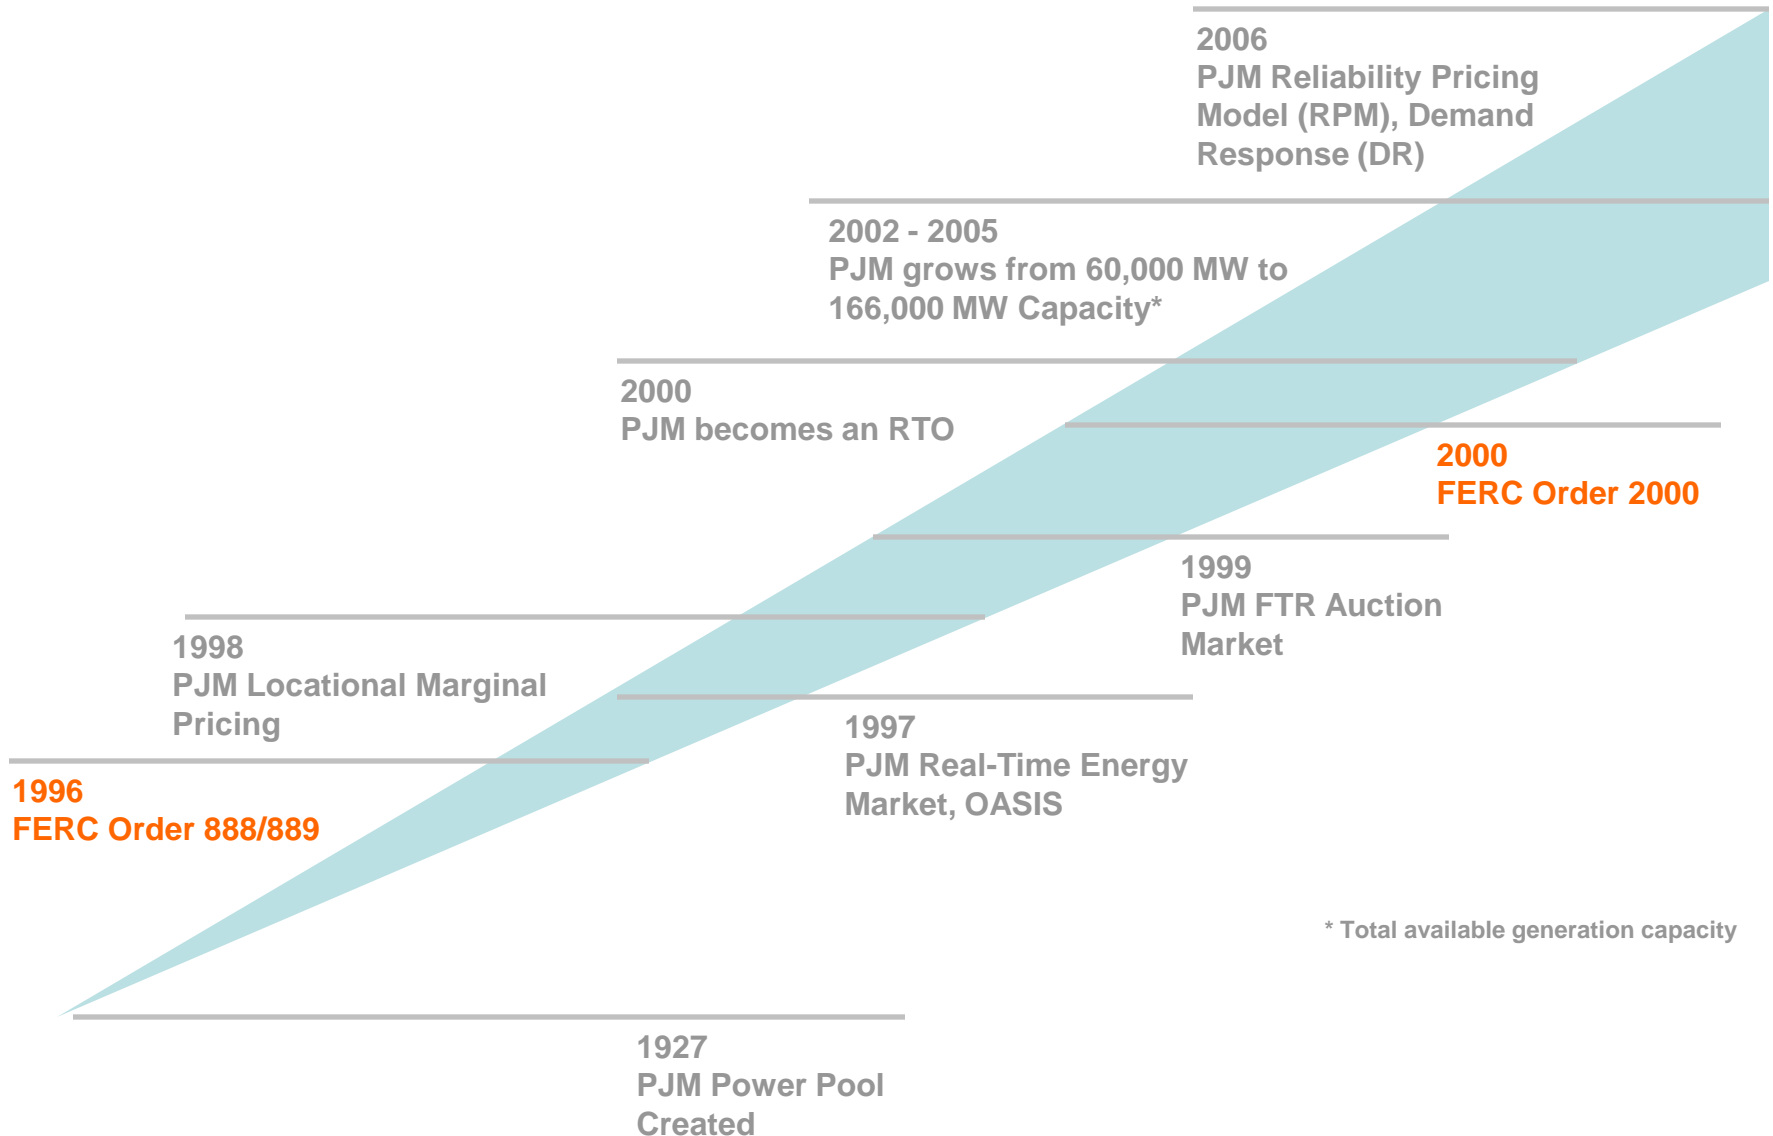 2006
PJM Reliability Pricing
Model (RPM), Demand
Response (DR)
2002 - 2005
PJM grows from 60,000 MW to
166,000 MW Capacity*
2000
PJM becomes an RTO
2000
FERC Order 2000
1999
PJM FTR Auction
Market
1998
PJM Locational Marginal
Pricing
1997
PJM Real-Time Energy
Market, OASIS
1996
FERC Order 888/889
* Total available generation capacity
1927
PJM Power Pool
Created